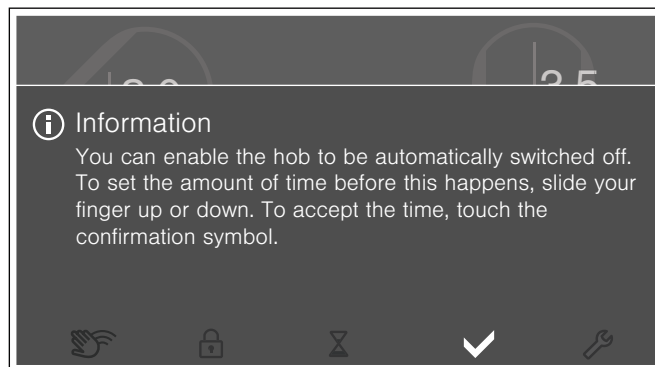 Information
You can enable the hob to be automatically switched off.
To set the amount of time before this happens, slide your
finger up or down. To accept the time, touch the
confirmation symbol.